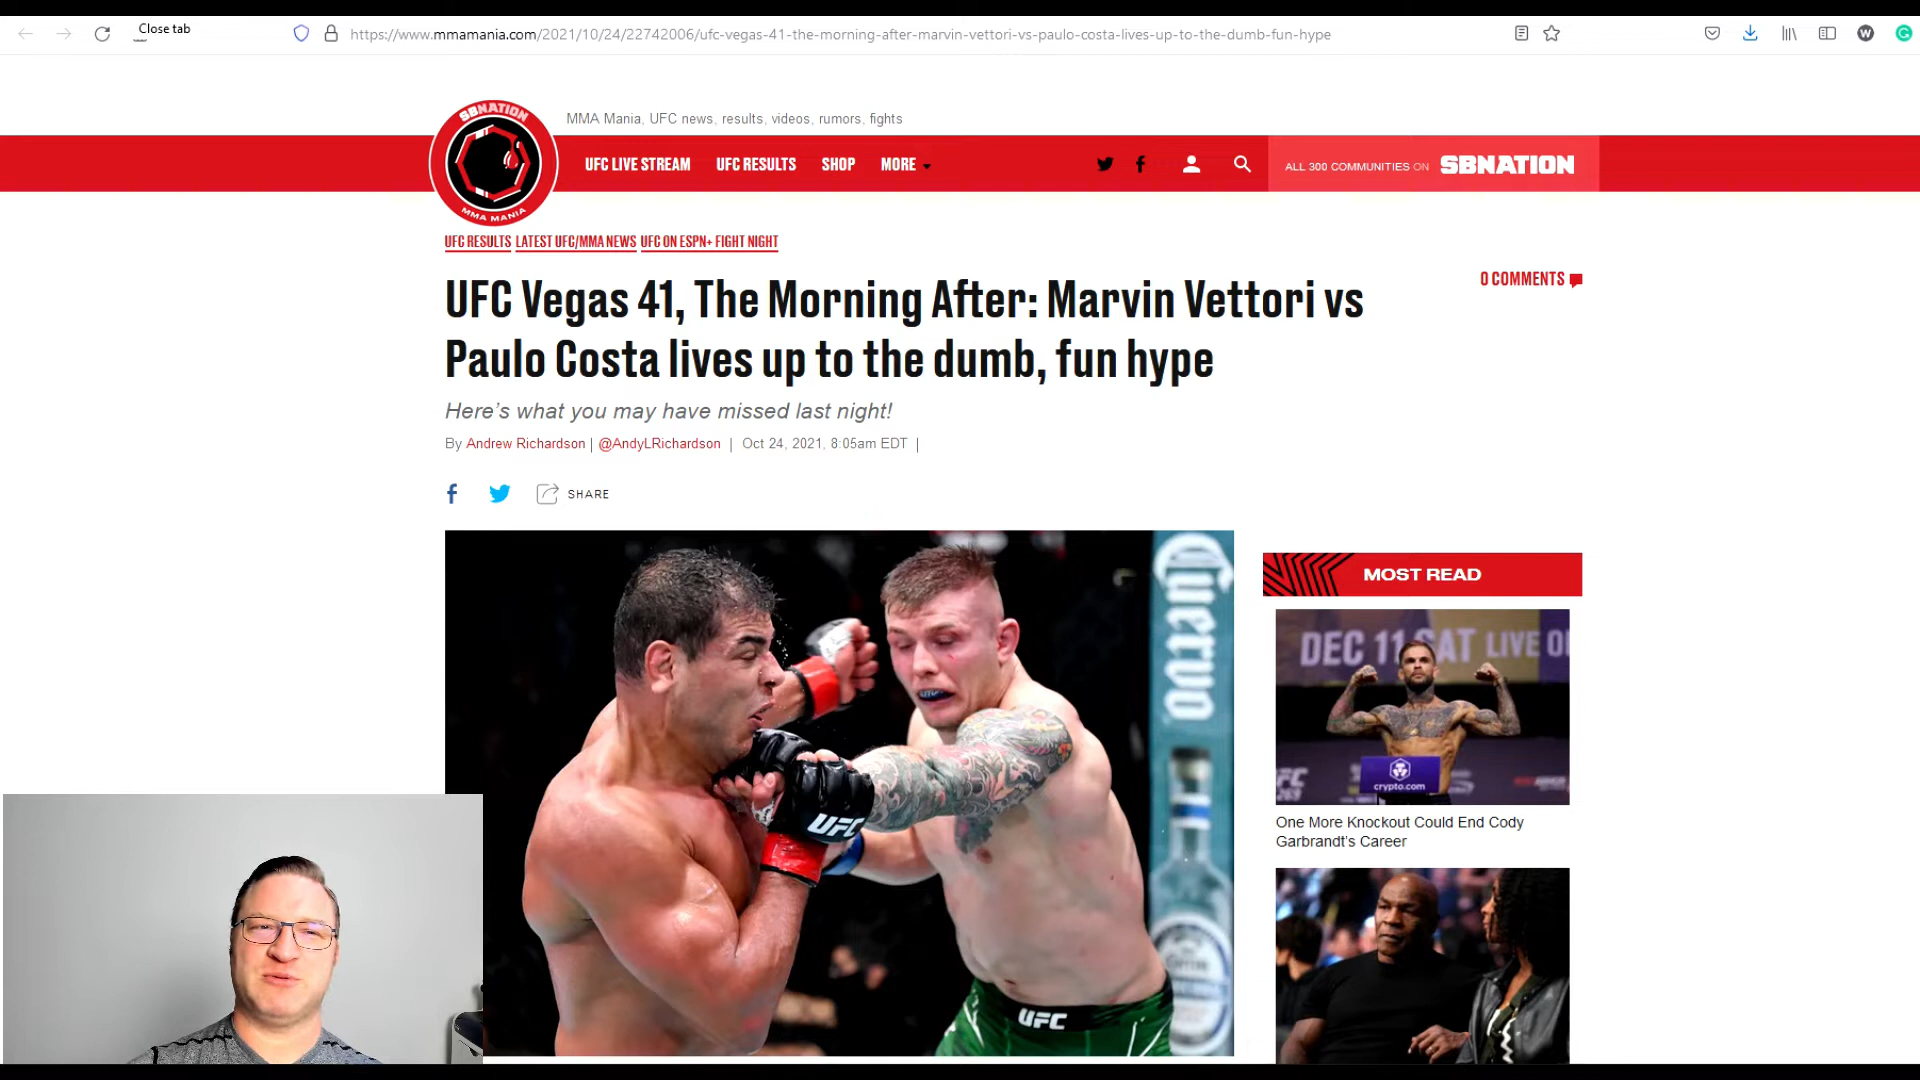 Close tab
https://www.mmamania.com/2021/10/24/22742006/ufc-vegas-41-the-morning-after-marvin-vettori-vs-paulo-costa-lives-up-to-the-dumb-fun-hype
W
SBNATION
MMA MANIA
MMA Mania, UFC news, results, videos, rumors, fights
UFC LIVE STREAM UFC RESULTS SHOP MORE
ALL 300 COMMUNITIES ON SBNATION
UFC RESULTS LATEST UFC/MMA NEWS UFC ON ESPN+ FIGHT NIGHT
UFC Vegas 41, The Morning After: Marvin Vettori vs
Paulo Costa lives up to the dumb, fun hype
0 COMMENTS
Here's what you may have missed last night!
By Andrew Richardson | @AndyLRichardson | Oct 24, 2021, 8:05am EDT |
SHARE
Cuervo
UFC
UFC
MOST READ
DEC 11 SAT LIVE O
crypto.com
UFC
269
One More Knockout Could End Cody
Garbrandt's Career